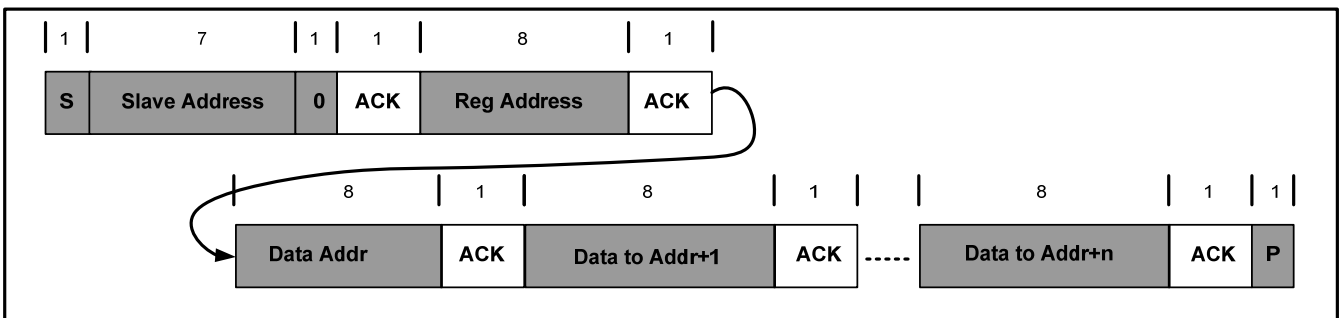 1 7 1 1 8 1
S Slave Address 0 ACK Reg Address ACK
8 1 8 1 8 1 1
Data Addr ACK Data to Addr+1 ACK Data to Addr+n ACK P